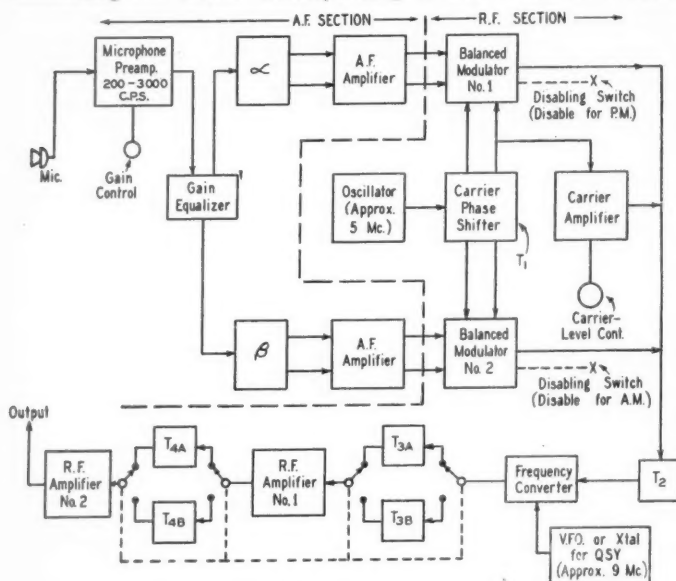 A.F. SECTION
R.F. SECTION
Microphone
Preamp.
200-3000
C.P.S.
Mic.
Gain
Control
Gain
Equalizer
∝
A.F.
Amplifier
Balanced
Modulator
No.1
X
Disabling Switch
(Disable for P.M.)
Oscillator
(Approx.
5 Mc.)
Carrier
Phase
Shifter
T1
Carrier
Amplifier
Carrier-
Level Cont.
β
A.F.
Amplifier
Balanced
Modulator
No. 2
X
Disabling Switch
(Disable for A.M.)
Output
R.F.
Amplifier
No.2
T4A
T4B
R.F.
Amplifier
No.1
T3A
T3B
Frequency
Converter
T2
V.F.O. or Xtal
for QSY
(Approx. 9 Mc.)